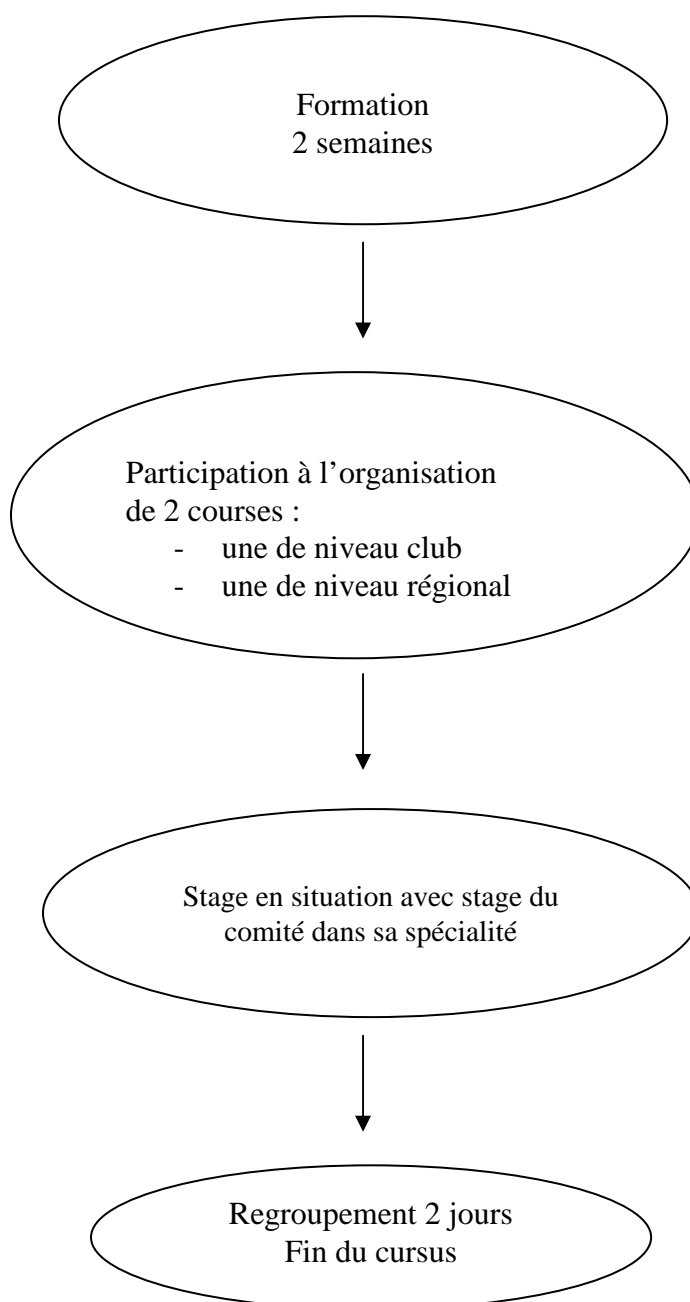 Formation
2 semaines
Participation à l’organisation
de 2 courses :
- une de niveau club
- une de niveau régional
Stage en situation avec stage du
comité dans sa spécialité
Regroupement 2 jours
Fin du cursus